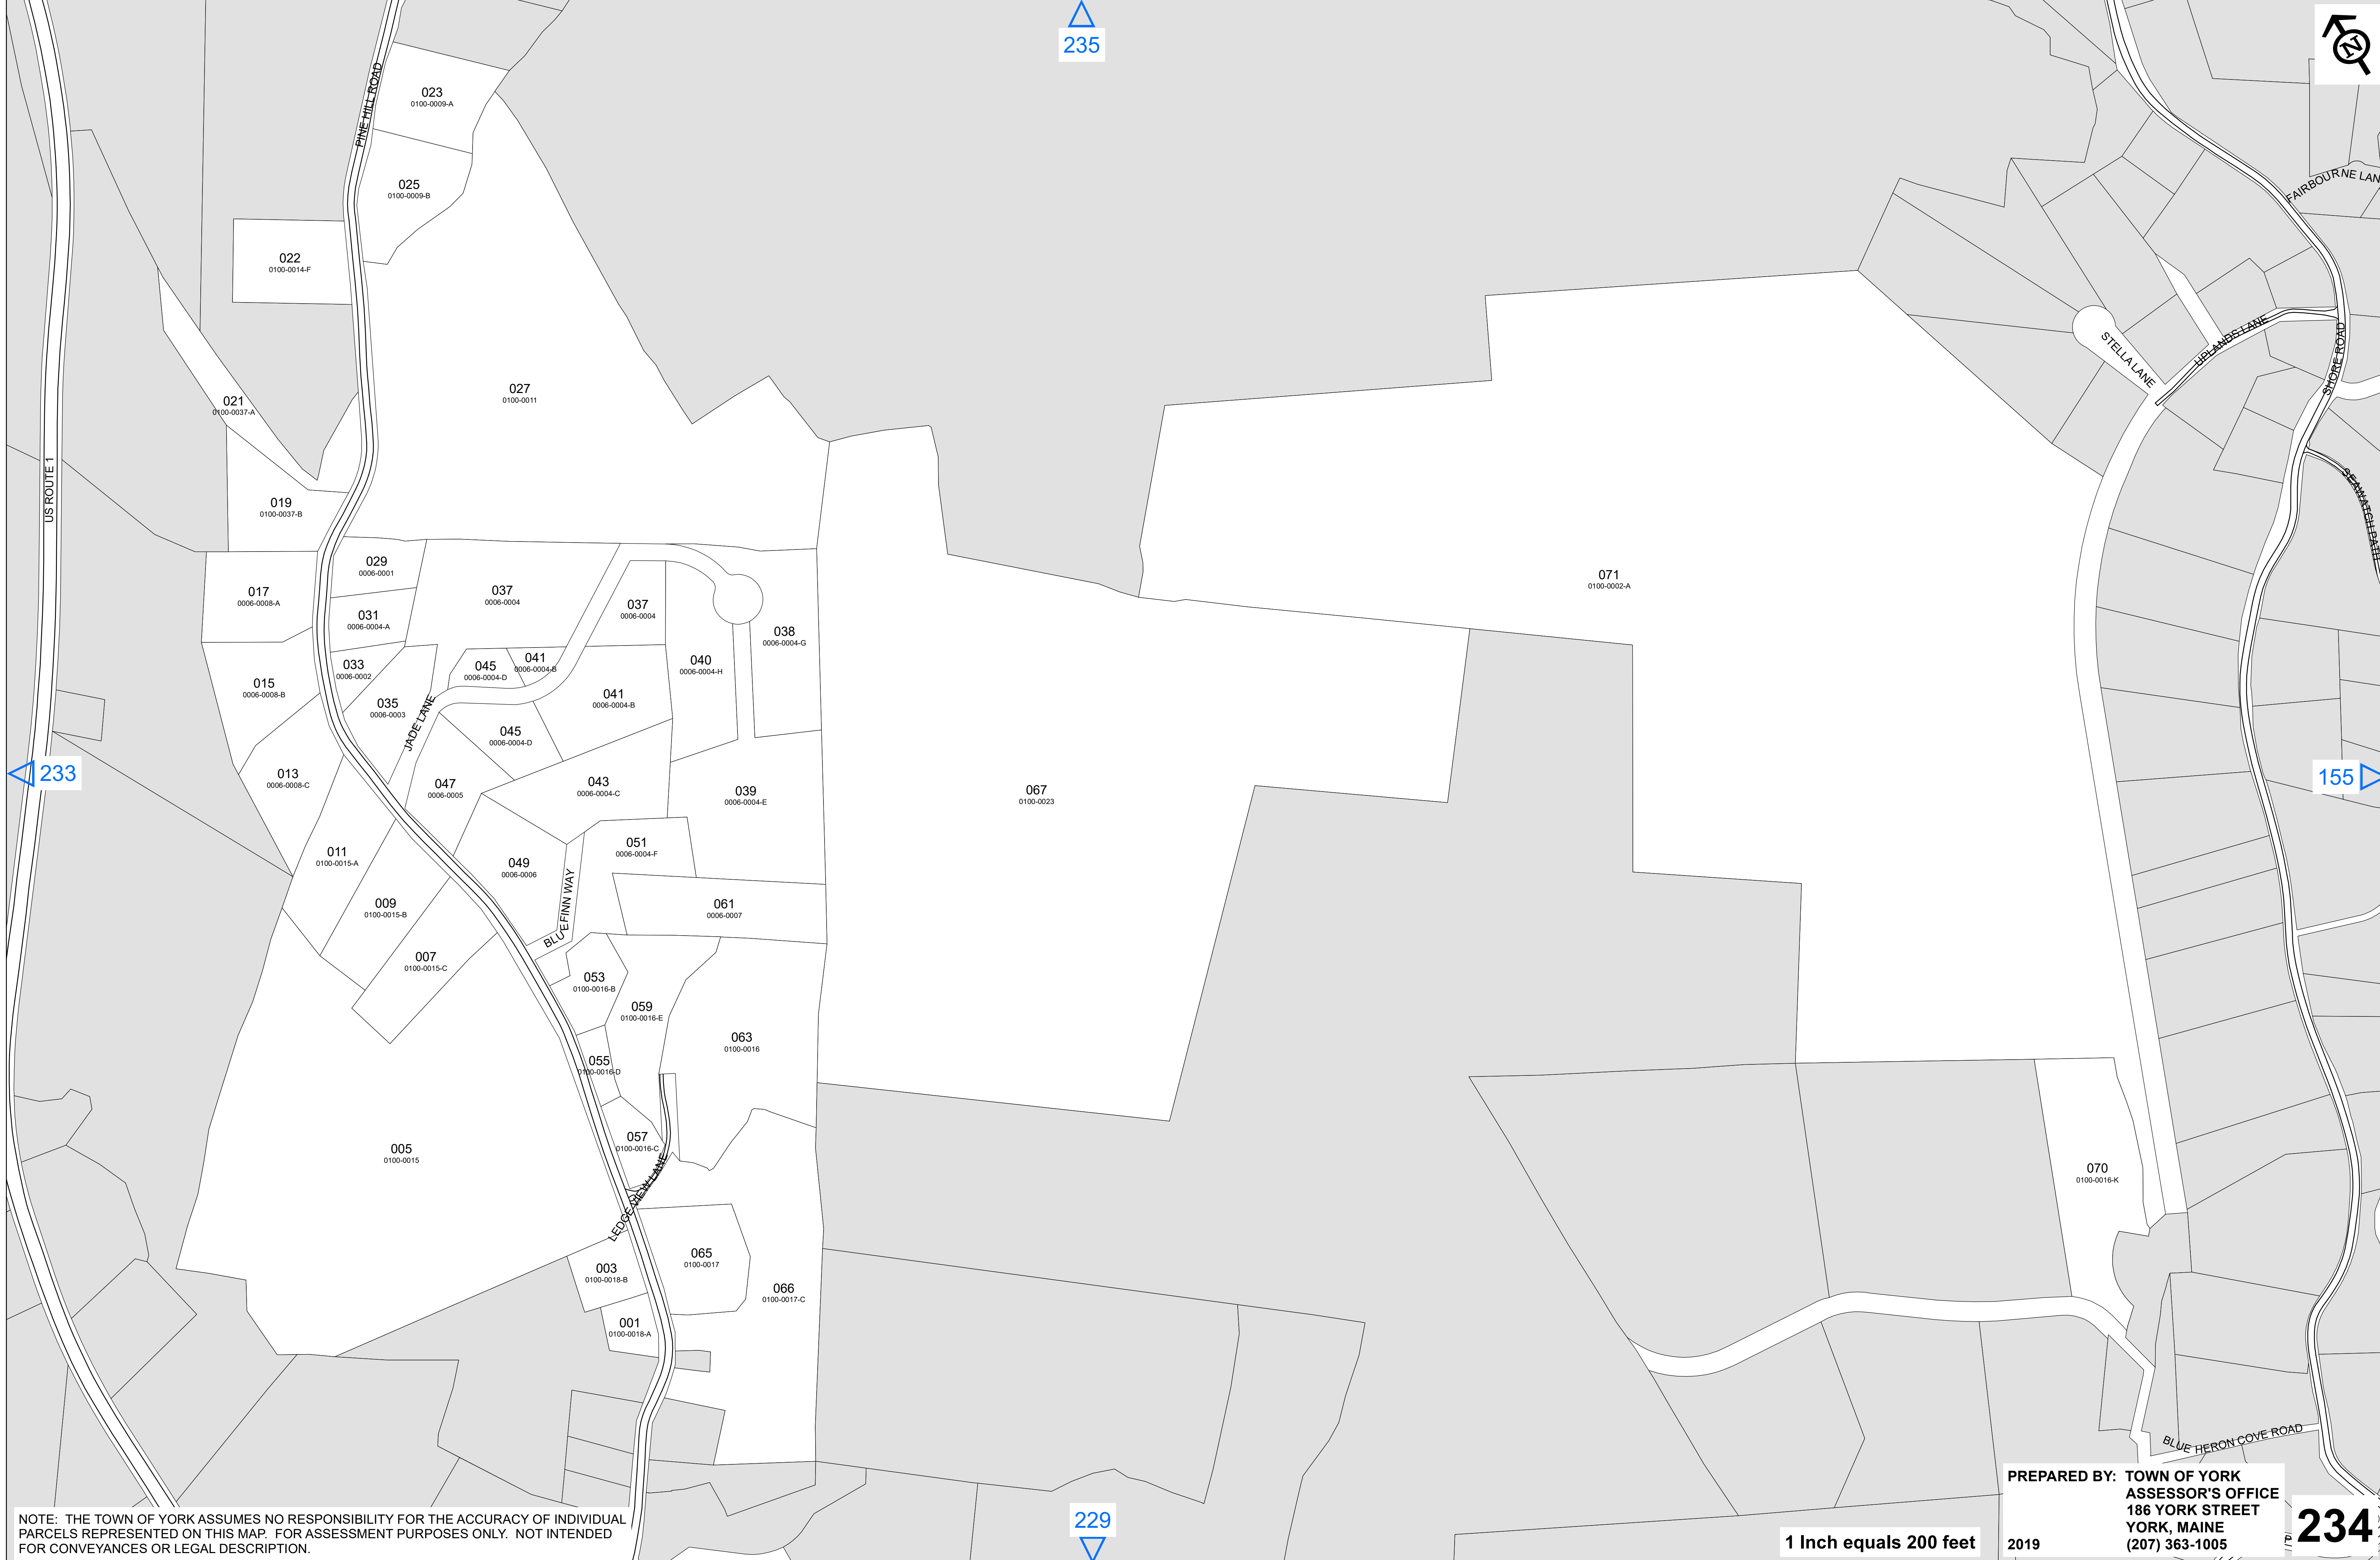 235
N
PINE HILL ROAD
023
0100-0009-A
025
0100-0009-B
022
0100-0014-F
FAIRBOURNE LAN
027
0100-0011
021
0100-0037-A
STELLA LANE
UPLANDS LANE
SHORE ROAD
US ROUTE 1
019
0100-0037-B
SEAWATCH PATH
029
0006-0001
017
0006-0008-A
031
0006-0004-A
037
0006-0004
037
0006-0004
038
0006-0004-G
071
0100-0002-A
033
0006-0002
015
0006-0008-B
035
0006-0003
045
0006-0004-D
041
0006-0004-B
040
0006-0004-H
041
0006-0004-B
JADE LANE
045
0006-0004-D
233
013
0006-0008-C
047
0006-0005
043
0006-0004-C
039
0006-0004-E
067
0100-0023
155
011
0100-0015-A
049
0006-0006
051
0006-0004-F
009
0100-0015-B
BLUEFINN WAY
061
0006-0007
007
0100-0015-C
053
0100-0016-B
059
0100-0016-E
063
0100-0016
055
0100-0016-D
057
0100-0016-C
005
0100-0015
LEDGE VIEW LANE
070
0100-0016-K
003
0100-0018-B
065
0100-0017
066
0100-0017-C
001
0100-0018-A
BLUE HERON COVE ROAD
NOTE: THE TOWN OF YORK ASSUMES NO RESPONSIBILITY FOR THE ACCURACY OF INDIVIDUAL
PARCELS REPRESENTED ON THIS MAP. FOR ASSESSMENT PURPOSES ONLY. NOT INTENDED
FOR CONVEYANCES OR LEGAL DESCRIPTION.
229
1 Inch equals 200 feet
PREPARED BY: TOWN OF YORK
ASSESSOR'S OFFICE
186 YORK STREET
YORK, MAINE
2019 (207) 363-1005
234